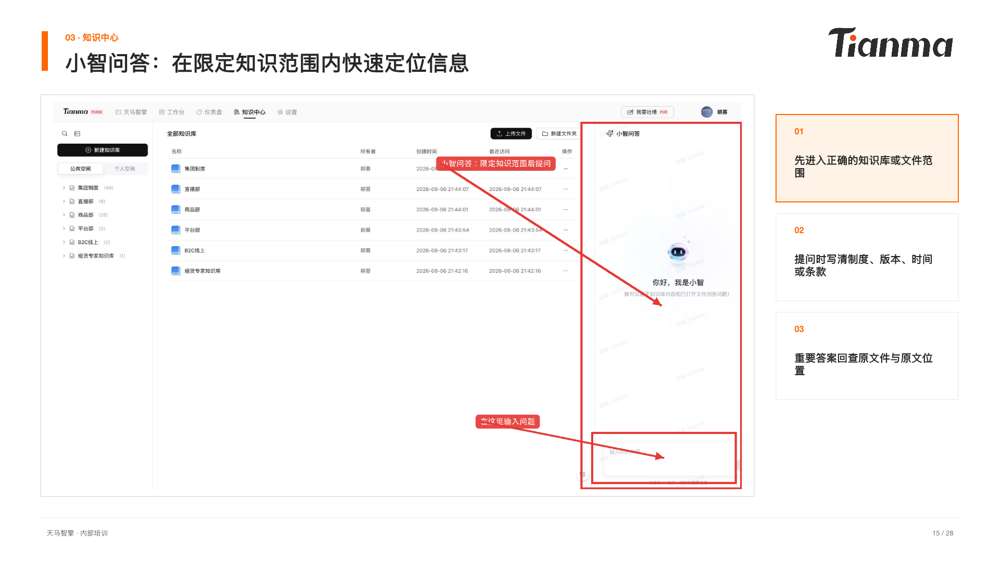 03 · 知识中心
小智问答：在限定知识范围内快速定位信息
Tianma
Tianma 内测版 天马智擎 工作台 仪表盘 知识中心 设置 我要吐槽 内测 朝暮
全部知识库 上传文件 新建文件夹 小智问答
新建知识库
公共空间 个人空间
集团制度 (49)
直播部 (6)
商品部 (25)
平台部 (2)
B2C线上 (2)
组货专家知识库 (1)
名称 所有者 创建时间 最近访问 操作
小智问答：限定知识范围后提问
集团制度 朝暮 2026-08 ...
直播部 朝暮 2026-08-06 21:44:07 2026-08-06 21:44:07 ...
商品部 朝暮 2026-08-06 21:44:01 2026-08-06 21:44:01 ...
平台部 朝暮 2026-08-06 21:43:54 2026-08-06 21:43:54 ...
B2C线上 朝暮 2026-08-06 21:43:17 2026-08-06 21:43:17 ...
组货专家知识库 朝暮 2026-08-06 21:42:16 2026-08-06 21:42:16 ...
你好，我是小智
我可以基于知识库内容和已打开文件回答问题！
在这里输入问题
输入你的问题
朝暮 250646
01
先进入正确的知识库或文件范
围
02
提问时写清制度、版本、时间
或条款
03
重要答案回查原文件与原文位
置
天马智擎 · 内部培训
15 / 28